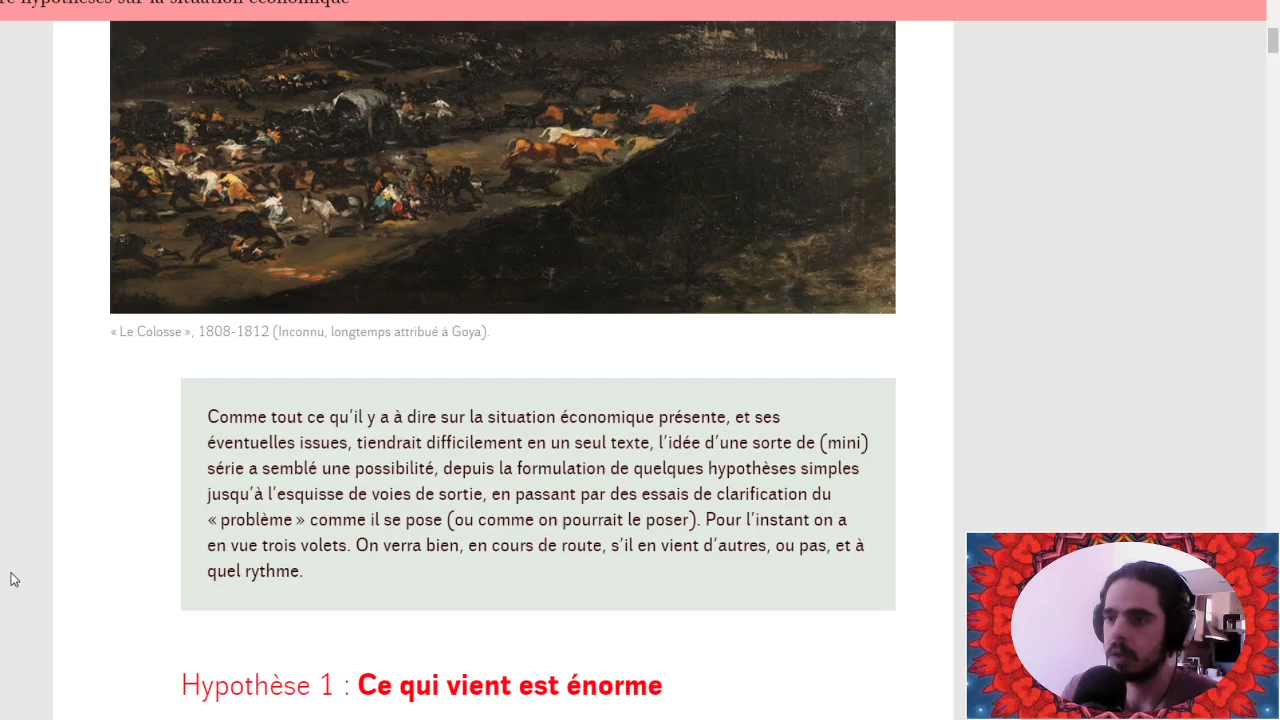 hypothèses sur la situation économique
« Le Colosse », 1808-1812 (Inconnu, longtemps attribué à Goya).
Comme tout ce qu’il y a à dire sur la situation économique présente, et ses
éventuelles issues, tiendrait difficilement en un seul texte, l’idée d’une sorte de (mini)
série a semblé une possibilité, depuis la formulation de quelques hypothèses simples
jusqu’à l’esquisse de voies de sortie, en passant par des essais de clarification du
« problème » comme il se pose (ou comme on pourrait le poser). Pour l’instant on a
en vue trois volets. On verra bien, en cours de route, s’il en vient d’autres, ou pas, et à
quel rythme.
Hypothèse 1 : Ce qui vient est énorme